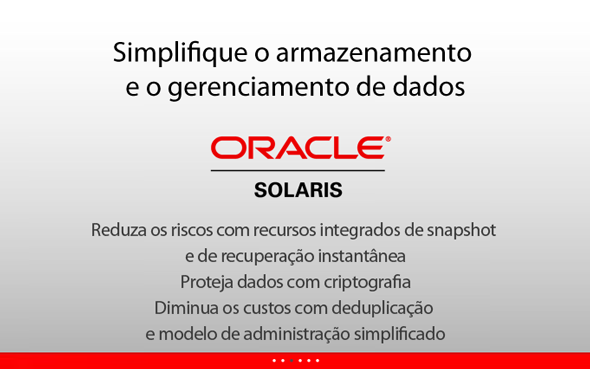 Simplifique o armazenamento
e o gerenciamento de dados
ORACLE®
SOLARIS
Reduza os riscos com recursos integrados de snapshot
e de recuperação instantânea
Proteja dados com criptografia
Diminua os custos com deduplicação
e modelo de administração simplificado